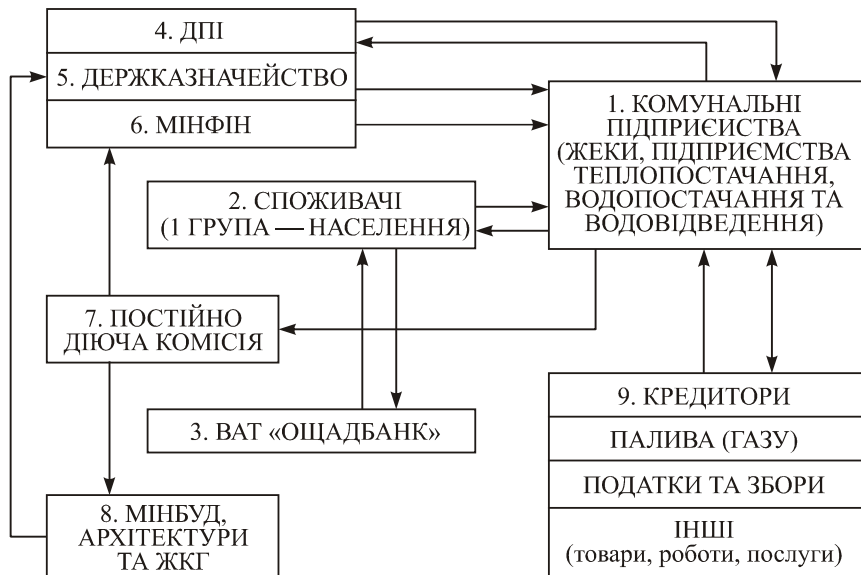 4. ДПІ
5. ДЕРЖКАЗНАЧЕЙСТВО
6. МІНФІН
1. КОМУНАЛЬНІ
ПІДПРИЄИСТВА
(ЖЕКИ, ПІДПРИЄМСТВА
ТЕПЛОПОСТАЧАННЯ,
ВОДОПОСТАЧАННЯ ТА
ВОДОВІДВЕДЕННЯ)
2. СПОЖИВАЧІ
(1 ГРУПА — НАСЕЛЕННЯ)
7. ПОСТІЙНО
ДІЮЧА КОМІСІЯ
3. ВАТ «ОЩАДБАНК»
8. МІНБУД,
АРХІТЕКТУРИ
ТА ЖКГ
9. КРЕДИТОРИ
ПАЛИВА (ГАЗУ)
ПОДАТКИ ТА ЗБОРИ
ІНШІ
(товари, роботи, послуги)